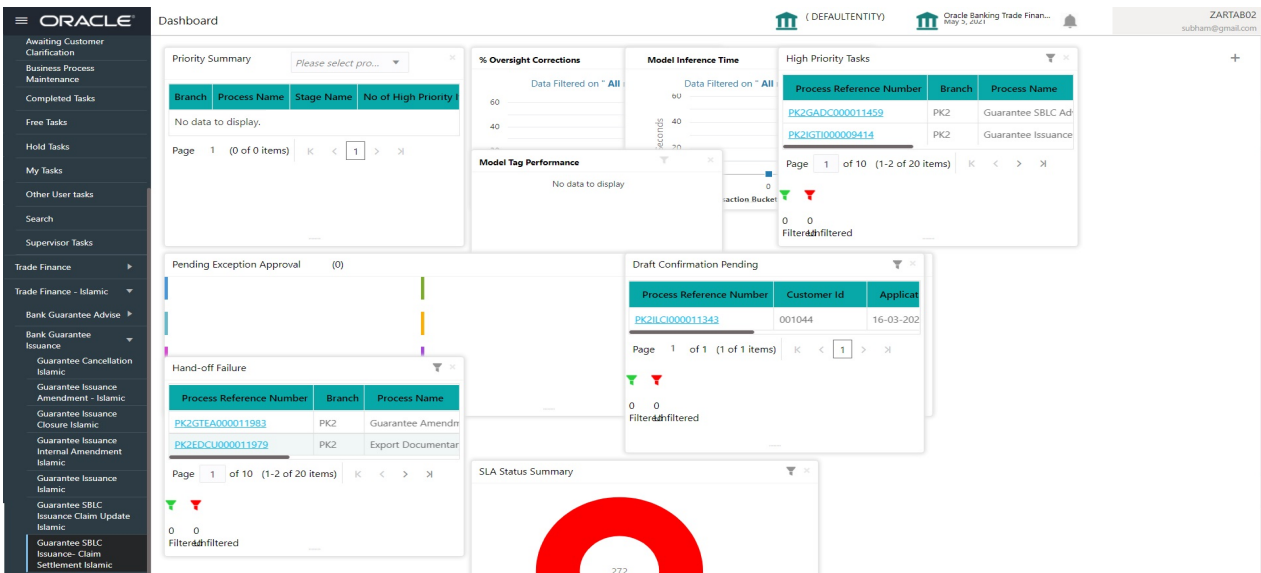 ORACLE
Dashboard
( DEFAULTENTITY)
Oracle Banking Trade Finan...
May 5, 2021
ZARTAB02
subham@gmail.com
Awaiting Customer
Clarification
Business Process
Maintenance
Completed Tasks
Free Tasks
Hold Tasks
My Tasks
Other User tasks
Search
Supervisor Tasks
Trade Finance
Trade Finance - Islamic
Bank Guarantee Advise
Bank Guarantee
Issuance
Guarantee Cancellation
Islamic
Guarantee Issuance
Amendment - Islamic
Guarantee Issuance
Closure Islamic
Guarantee Issuance
Internal Amendment
Islamic
Guarantee Issuance
Islamic
Guarantee SBLC
Issuance Claim Update
Islamic
Guarantee SBLC
Issuance- Claim
Settlement Islamic
Priority Summary
Please select pro...
Branch Process Name Stage Name No of High Priority I
No data to display.
Page 1 (0 of 0 items) 1
% Oversight Corrections
Data Filtered on " All
60
40
Model Inference Time
Data Filtered on " All
60
40
20
0
saction Bucket
Model Tag Performance
No data to display
High Priority Tasks
Process Reference Number Branch Process Name
PK2GADC000011459 PK2 Guarantee SBLC Ad
PK2IGTI000009414 PK2 Guarantee Issuance
Page 1 of 10 (1-2 of 20 items)
0 0
Filtered Unfiltered
Pending Exception Approval (0)
Draft Confirmation Pending
Process Reference Number Customer Id Applicat
PK2ILCI000011343 001044 16-03-202
Page 1 of 1 (1 of 1 items) 1
0 0
Filtered Unfiltered
Hand-off Failure
Process Reference Number Branch Process Name
PK2GTEA000011983 PK2 Guarantee Amendm
PK2EDCU000011979 PK2 Export Documentar
Page 1 of 10 (1-2 of 20 items)
0 0
Filtered Unfiltered
SLA Status Summary
272